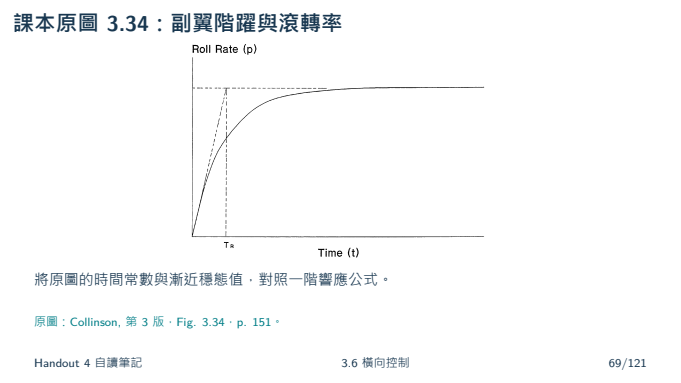 課本原圖 3.34：副翼階躍與滾轉率
Roll Rate (p)
TR
Time (t)
將原圖的時間常數與漸近穩態值，對照一階響應公式。
原圖：Collinson, 第 3 版，Fig. 3.34，p. 151。
Handout 4 自讀筆記
3.6 橫向控制
69/121